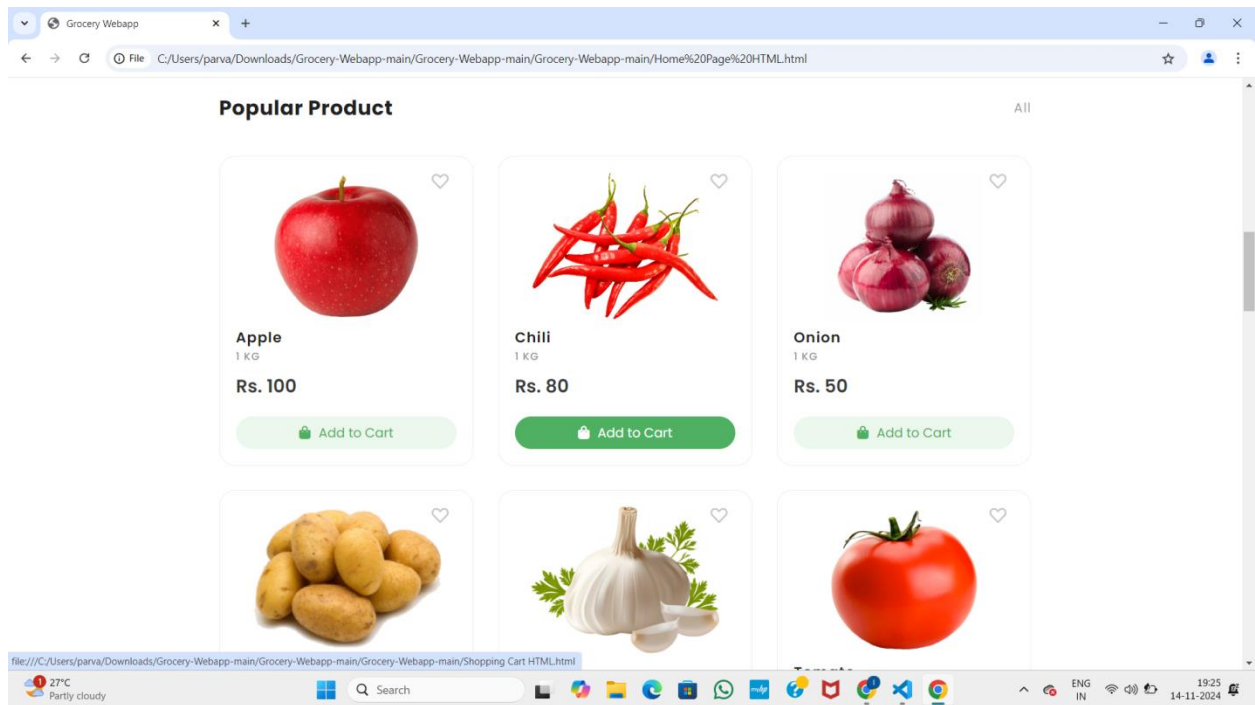 Grocery Webapp
File C:/Users/parva/Downloads/Grocery-Webapp-main/Grocery-Webapp-main/Grocery-Webapp-main/Home%20Page%20HTML.html
Popular Product All
Apple Chili Onion
1 KG 1 KG 1 KG
Rs. 100 Rs. 80 Rs. 50
Add to Cart Add to Cart Add to Cart
Tomato
file:///C:/Users/parva/Downloads/Grocery-Webapp-main/Grocery-Webapp-main/Grocery-Webapp-main/Shopping Cart HTML.html
27°C
Partly cloudy
Search
ENG
IN
19:25
14-11-2024